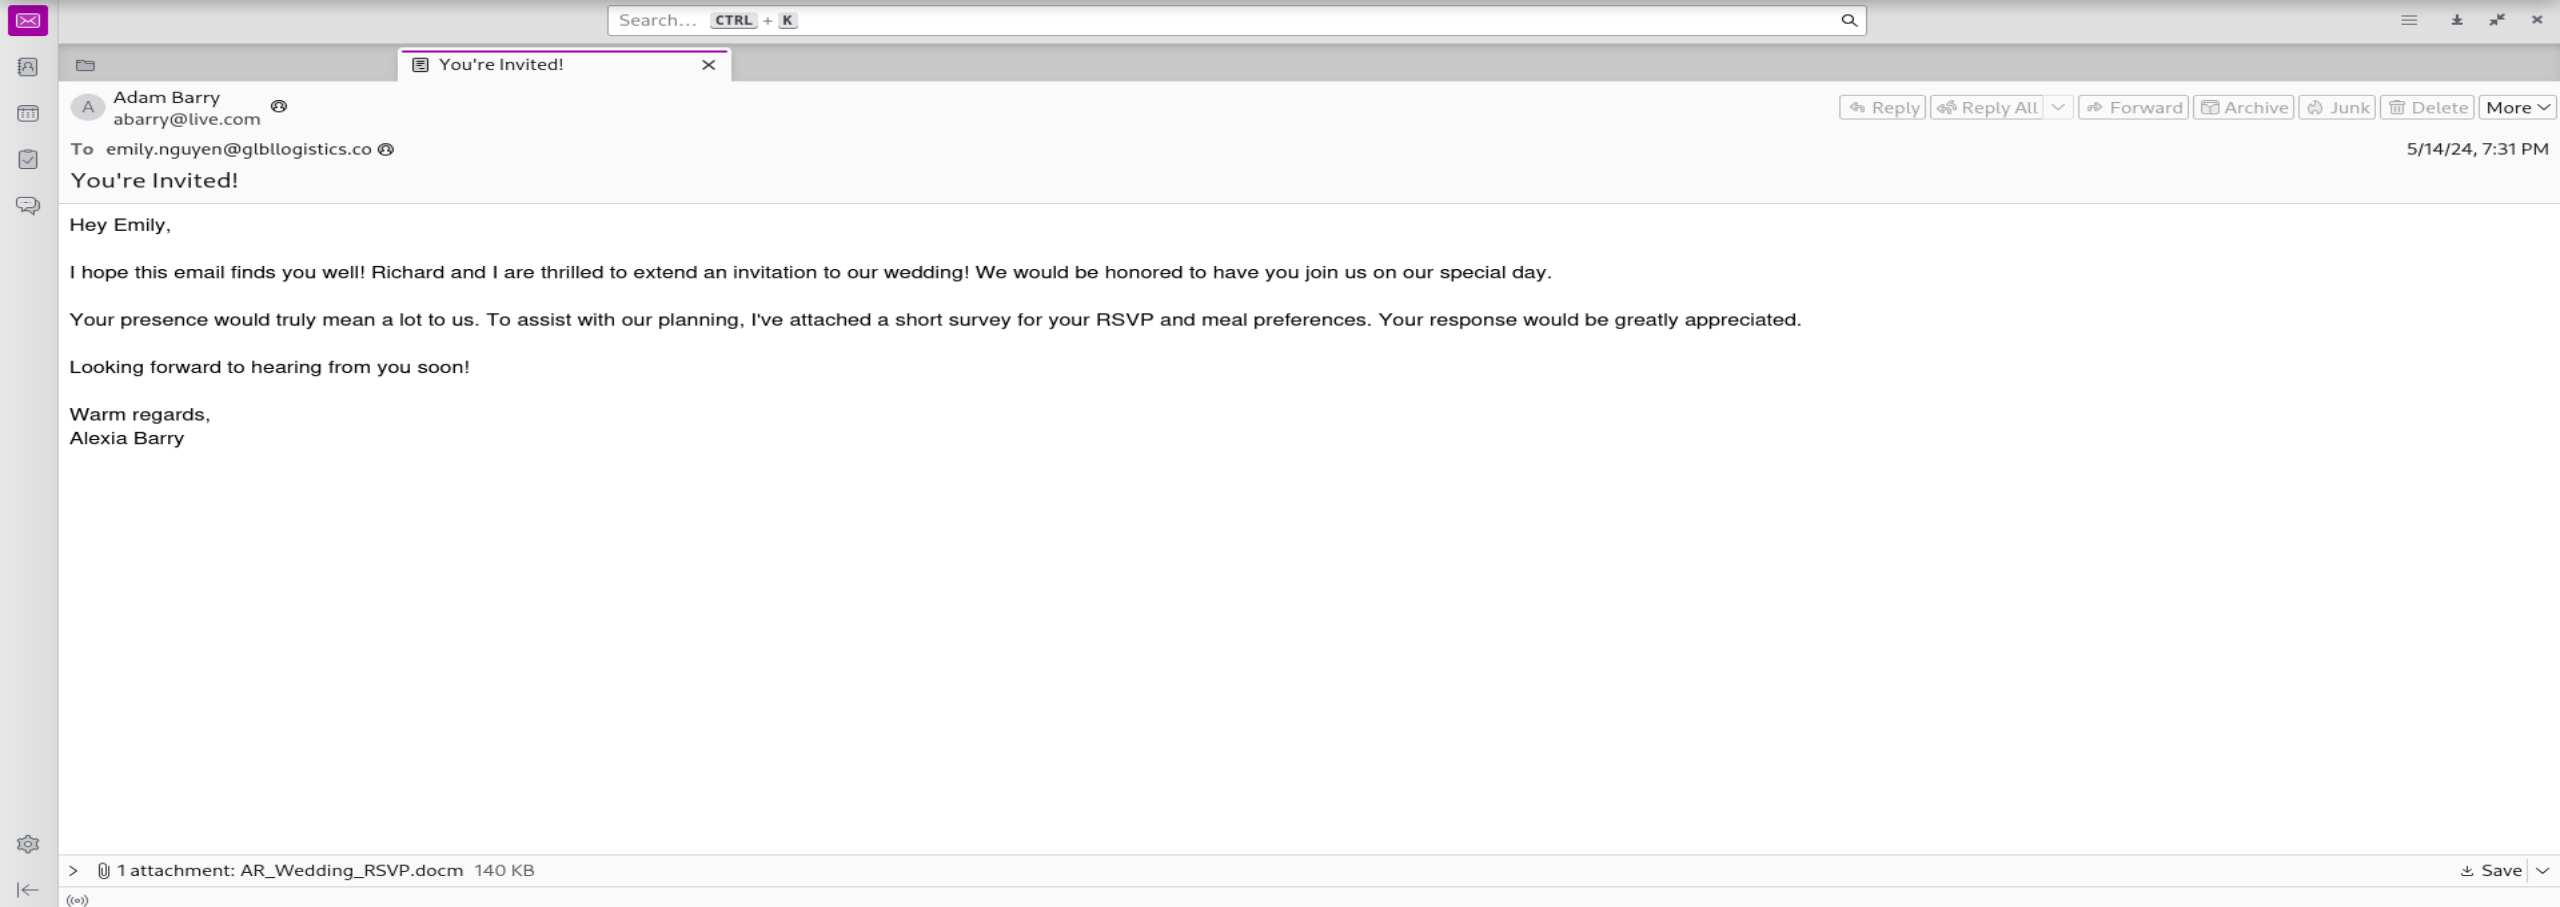 Search... CTRL + K
You're Invited!
A
Adam Barry
abarry@live.com
Reply Reply All Forward Archive Junk Delete More
To emily.nguyen@glbllogistics.co 5/14/24, 7:31 PM
You're Invited!
Hey Emily,
I hope this email finds you well! Richard and I are thrilled to extend an invitation to our wedding! We would be honored to have you join us on our special day.
Your presence would truly mean a lot to us. To assist with our planning, I've attached a short survey for your RSVP and meal preferences. Your response would be greatly appreciated.
Looking forward to hearing from you soon!
Warm regards,
Alexia Barry
1 attachment: AR_Wedding_RSVP.docm 140 KB Save